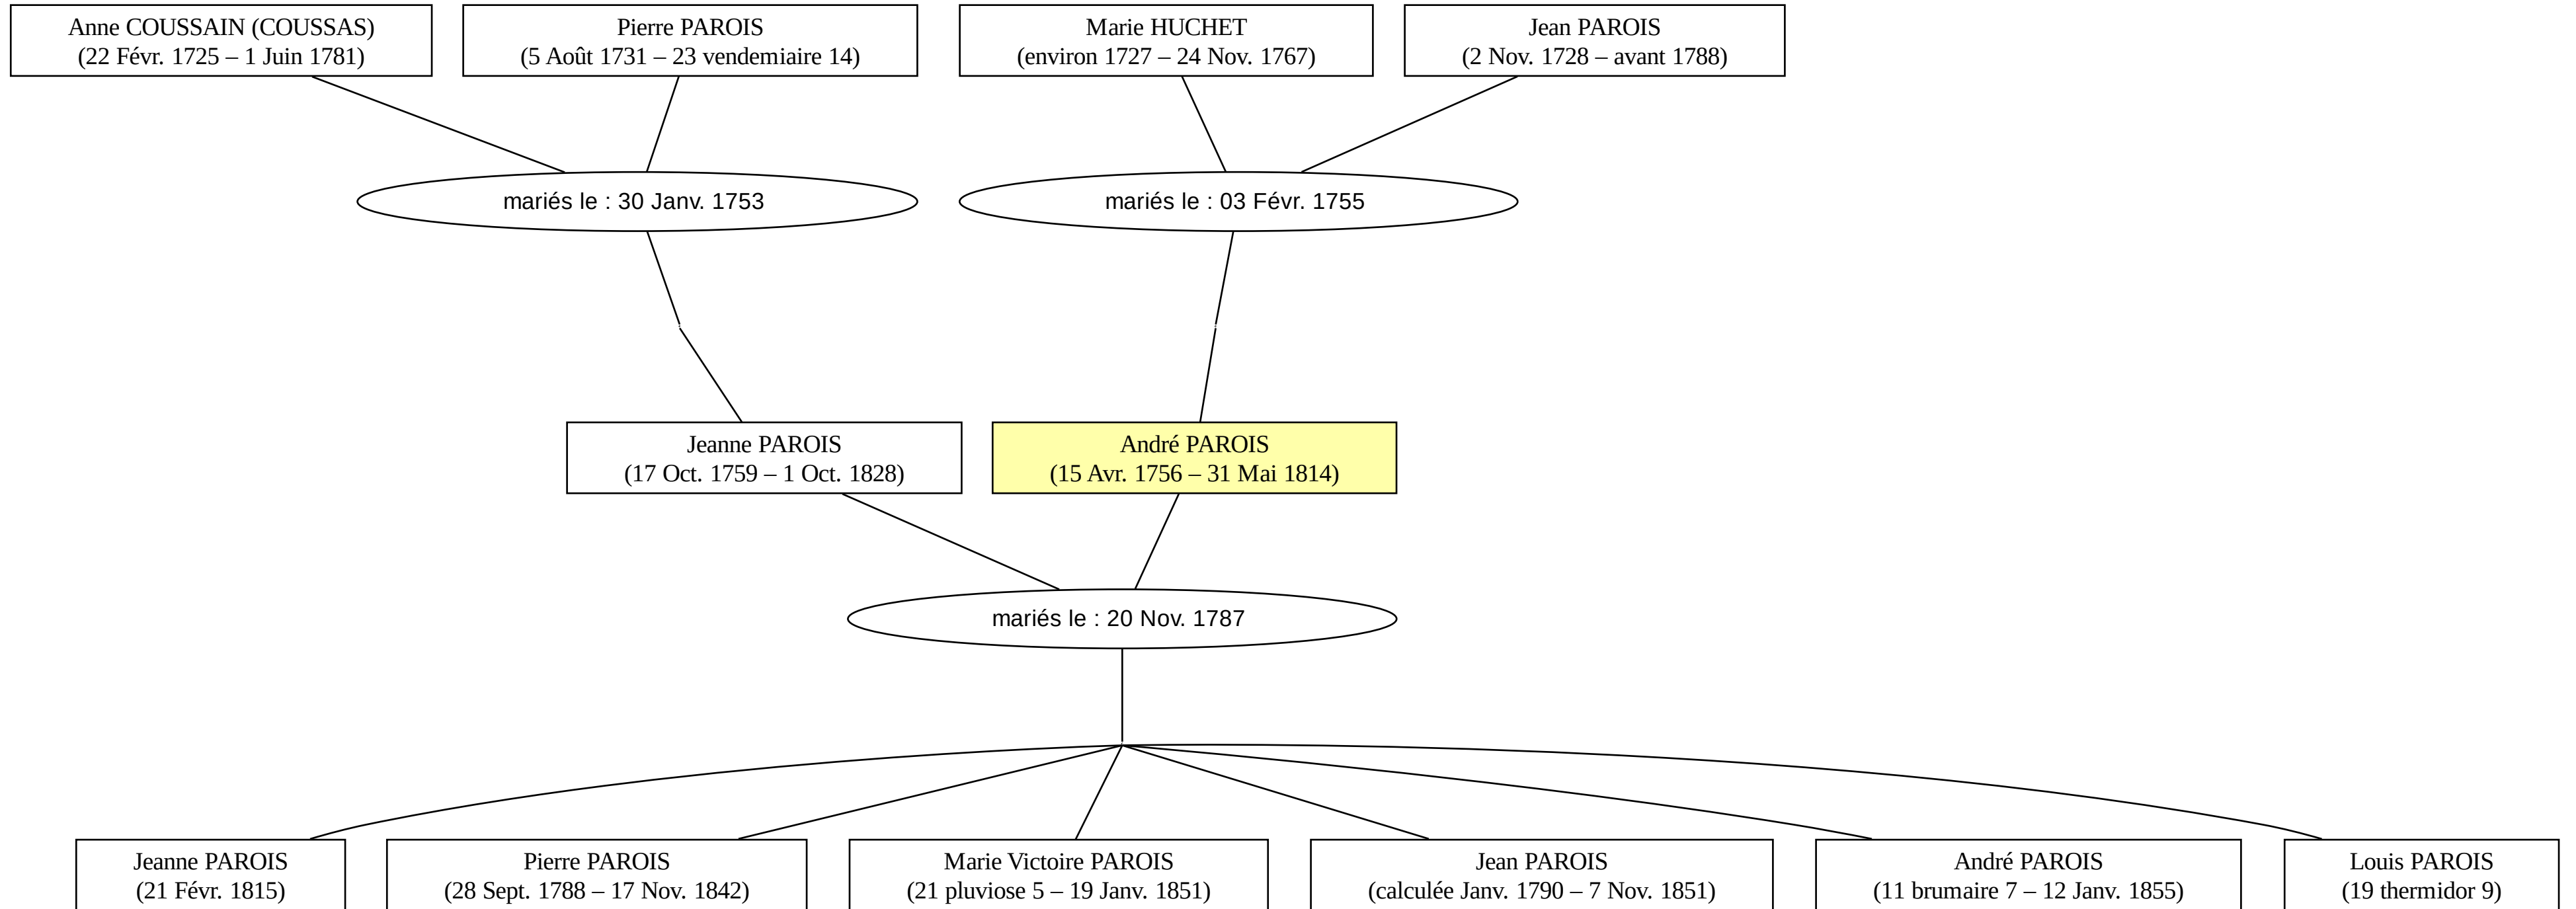 Anne COUSSAIN (COUSSAS)
(22 Févr. 1725 – 1 Juin 1781)
Pierre PAROIS
(5 Août 1731 – 23 vendemiaire 14)
Marie HUCHET
(environ 1727 – 24 Nov. 1767)
Jean PAROIS
(2 Nov. 1728 – avant 1788)
mariés le : 30 Janv. 1753
mariés le : 03 Févr. 1755
Jeanne PAROIS
(17 Oct. 1759 – 1 Oct. 1828)
André PAROIS
(15 Avr. 1756 – 31 Mai 1814)
mariés le : 20 Nov. 1787
Jeanne PAROIS
(21 Févr. 1815)
Pierre PAROIS
(28 Sept. 1788 – 17 Nov. 1842)
Marie Victoire PAROIS
(21 pluviose 5 – 19 Janv. 1851)
Jean PAROIS
(calculée Janv. 1790 – 7 Nov. 1851)
André PAROIS
(11 brumaire 7 – 12 Janv. 1855)
Louis PAROIS
(19 thermidor 9)